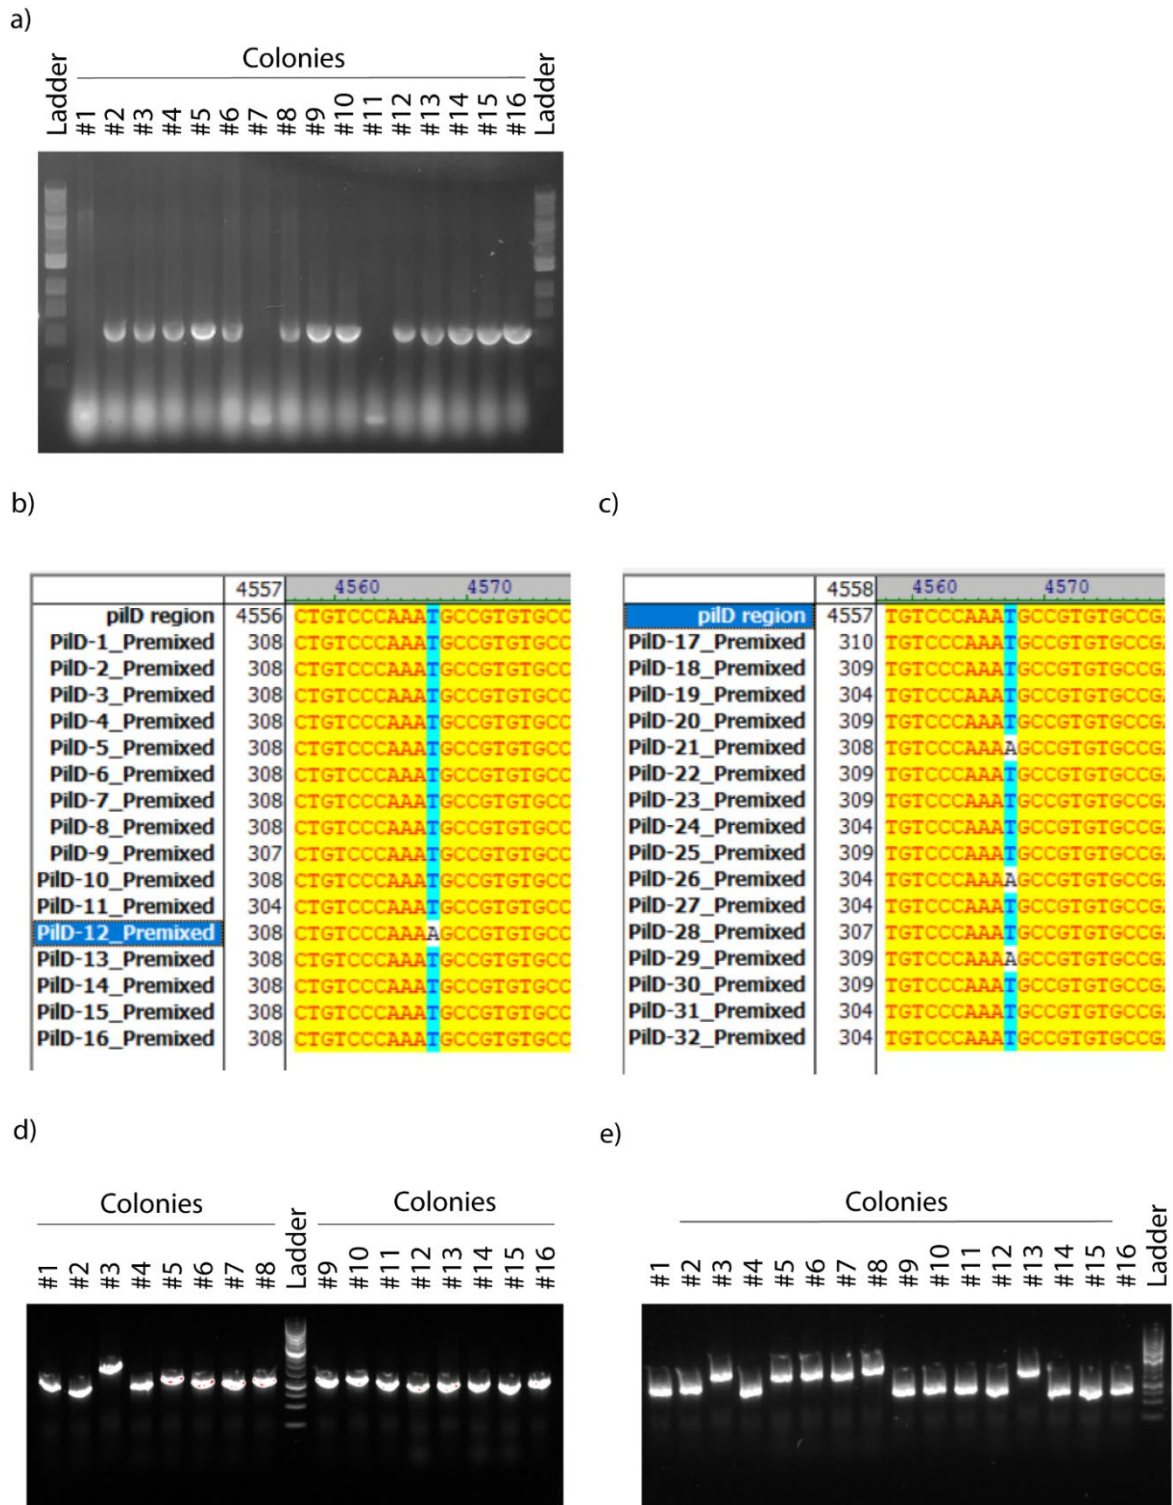 a)
Colonies
Ladder #1 #2 #3 #4 #5 #6 #7 #8 #9 #10 #11 #12 #13 #14 #15 #16 Ladder
b)
4557 4560 4570
pilD region 4556 CTGTCCCAAATGCCGTGTGCC
PilD-1_Premixed 308 CTGTCCCAAATGCCGTGTGCC
PilD-2_Premixed 308 CTGTCCCAAATGCCGTGTGCC
PilD-3_Premixed 308 CTGTCCCAAATGCCGTGTGCC
PilD-4_Premixed 308 CTGTCCCAAATGCCGTGTGCC
PilD-5_Premixed 308 CTGTCCCAAATGCCGTGTGCC
PilD-6_Premixed 308 CTGTCCCAAATGCCGTGTGCC
PilD-7_Premixed 308 CTGTCCCAAATGCCGTGTGCC
PilD-8_Premixed 308 CTGTCCCAAATGCCGTGTGCC
PilD-9_Premixed 307 CTGTCCCAAATGCCGTGTGCC
PilD-10_Premixed 308 CTGTCCCAAATGCCGTGTGCC
PilD-11_Premixed 304 CTGTCCCAAATGCCGTGTGCC
PilD-12_Premixed 308 CTGTCCCAAAAGCCGTGTGCC
PilD-13_Premixed 308 CTGTCCCAAATGCCGTGTGCC
PilD-14_Premixed 308 CTGTCCCAAATGCCGTGTGCC
PilD-15_Premixed 308 CTGTCCCAAATGCCGTGTGCC
PilD-16_Premixed 308 CTGTCCCAAATGCCGTGTGCC
c)
4558 4560 4570
pilD region 4557 TGTCCCAAATGCCGTGTGCCG
PilD-17_Premixed 310 TGTCCCAAATGCCGTGTGCCG
PilD-18_Premixed 309 TGTCCCAAATGCCGTGTGCCG
PilD-19_Premixed 304 TGTCCCAAATGCCGTGTGCCG
PilD-20_Premixed 309 TGTCCCAAATGCCGTGTGCCG
PilD-21_Premixed 308 TGTCCCAAAAGCCGTGTGCCG
PilD-22_Premixed 309 TGTCCCAAATGCCGTGTGCCG
PilD-23_Premixed 309 TGTCCCAAATGCCGTGTGCCG
PilD-24_Premixed 304 TGTCCCAAATGCCGTGTGCCG
PilD-25_Premixed 309 TGTCCCAAATGCCGTGTGCCG
PilD-26_Premixed 304 TGTCCCAAAAGCCGTGTGCCG
PilD-27_Premixed 304 TGTCCCAAATGCCGTGTGCCG
PilD-28_Premixed 307 TGTCCCAAATGCCGTGTGCCG
PilD-29_Premixed 309 TGTCCCAAAAGCCGTGTGCCG
PilD-30_Premixed 309 TGTCCCAAATGCCGTGTGCCG
PilD-31_Premixed 304 TGTCCCAAATGCCGTGTGCCG
PilD-32_Premixed 304 TGTCCCAAATGCCGTGTGCCG
d)
Colonies Colonies
#1 #2 #3 #4 #5 #6 #7 #8 Ladder #9 #10 #11 #12 #13 #14 #15 #16
e)
Colonies
#1 #2 #3 #4 #5 #6 #7 #8 #9 #10 #11 #12 #13 #14 #15 #16 Ladder